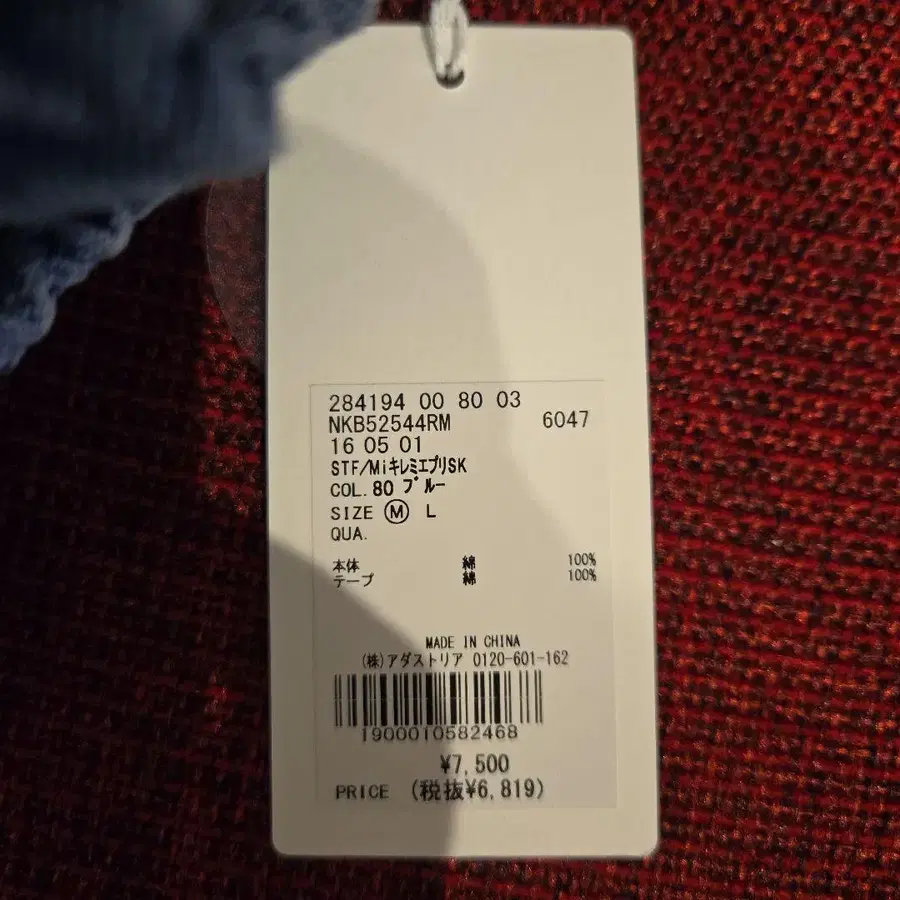 284194 00 80 03
NKB52544RM 6047
16 05 01
STF/MiキレミエプリSK
COL.80 ブルー
SIZE Ⓜ L
QUA.
本体 綿 100%
テープ 綿 100%
MADE IN CHINA
(株)アダストリア 0120-601-162
1900010582468
¥7,500
PRICE (税抜¥6,819)